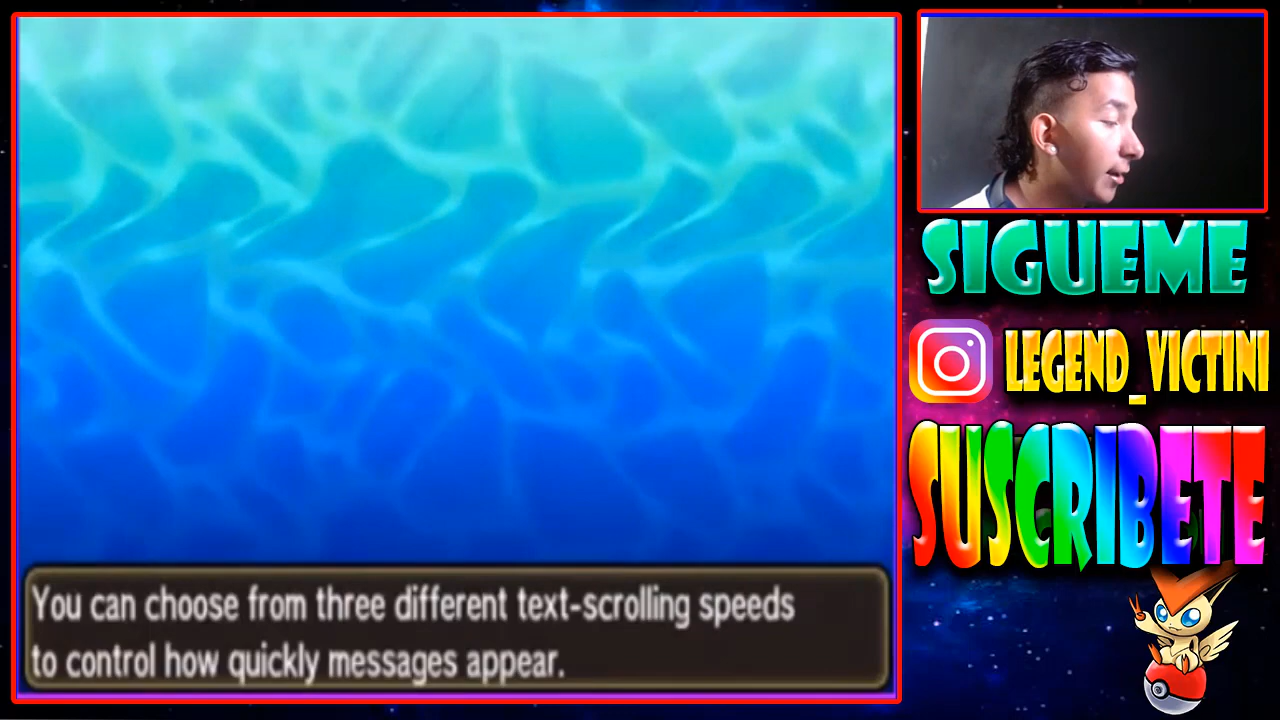 SIGUEME
LEGEND_VICTINI
SUSCRIBETE
You can choose from three different text-scrolling speeds
to control how quickly messages appear.